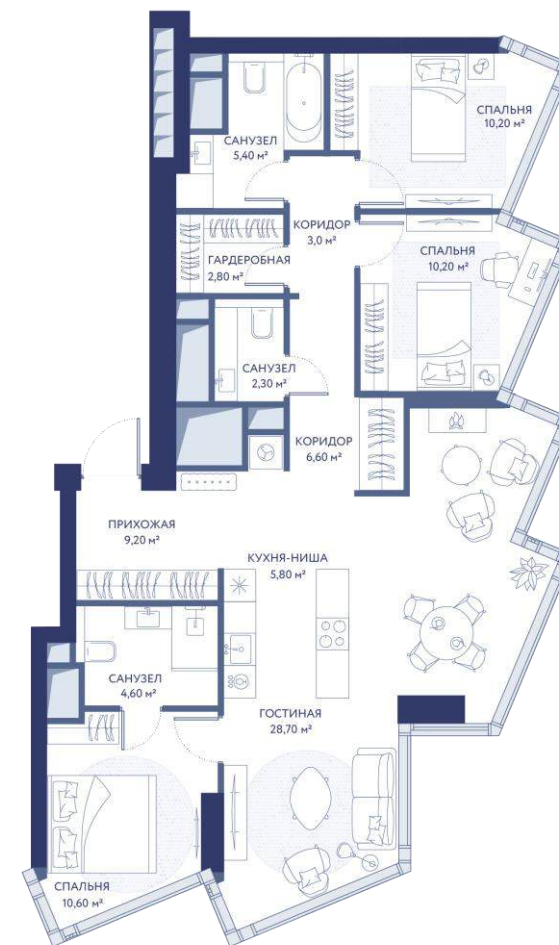 СПАЛЬНЯ
10,20 м²
САНУЗЕЛ
5,40 м²
КОРИДОР
3,0 м²
СПАЛЬНЯ
10,20 м²
ГАРДЕРОБНАЯ
2,80 м²
САНУЗЕЛ
2,30 м²
КОРИДОР
6,60 м²
ПРИХОЖАЯ
9,20 м²
КУХНЯ-НИША
5,80 м²
САНУЗЕЛ
4,60 м²
ГОСТИНАЯ
28,70 м²
СПАЛЬНЯ
10,60 м²